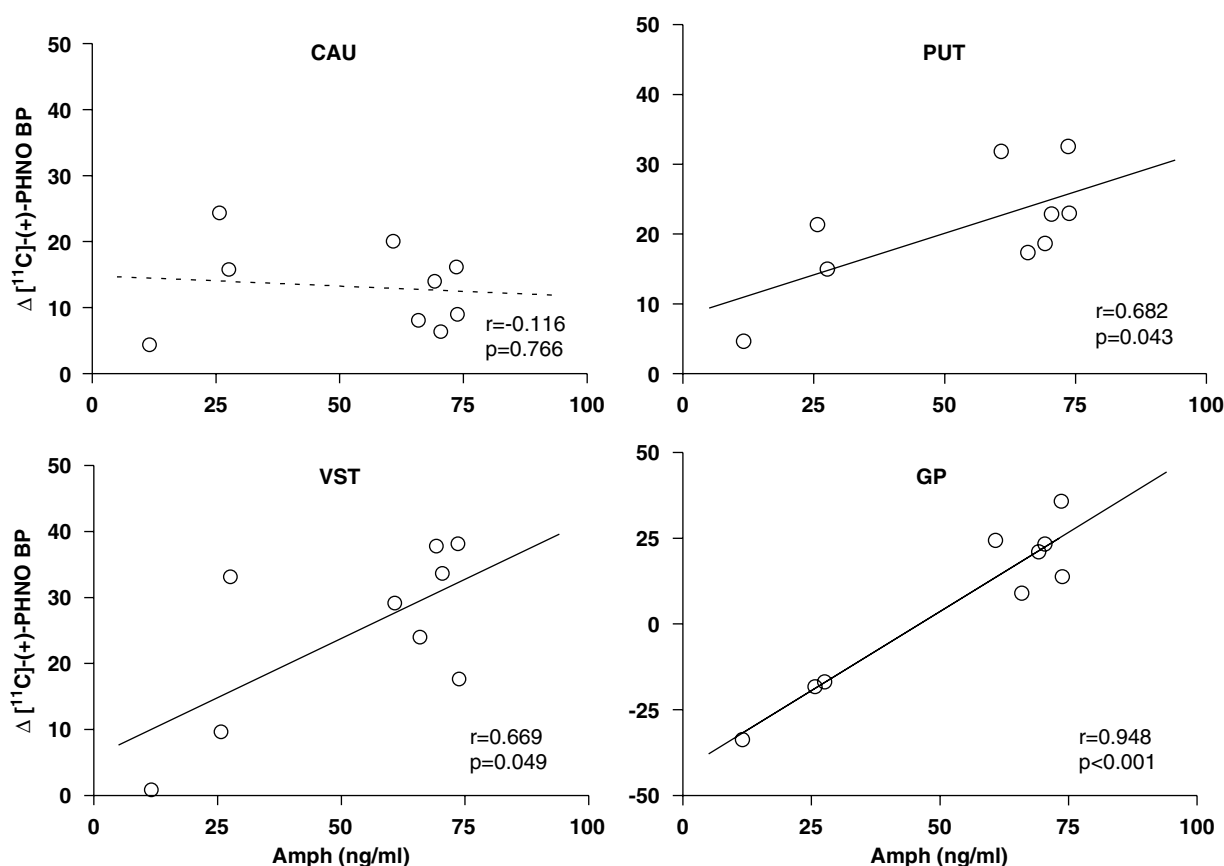 CAU
Δ [¹¹C]-(+)-PHNO BP
50
40
30
20
10
0
0 25 50 75 100
r=-0.116
p=0.766
PUT
50
40
30
20
10
0
0 25 50 75 100
r=0.682
p=0.043
VST
Δ [¹¹C]-(+)-PHNO BP
50
40
30
20
10
0
0 25 50 75 100
Amph (ng/ml)
r=0.669
p=0.049
GP
50
25
0
-25
-50
0 25 50 75 100
Amph (ng/ml)
r=0.948
p<0.001